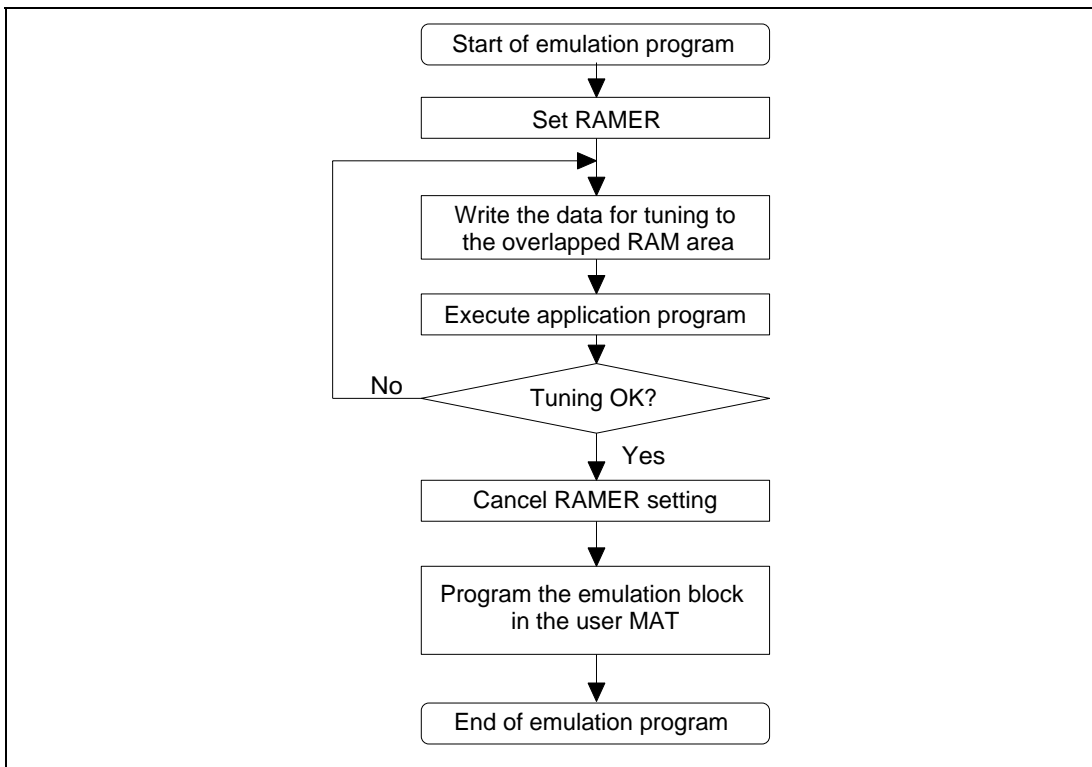 Start of emulation program
Set RAMER
Write the data for tuning to
the overlapped RAM area
Execute application program
No
Tuning OK?
Yes
Cancel RAMER setting
Program the emulation block
in the user MAT
End of emulation program